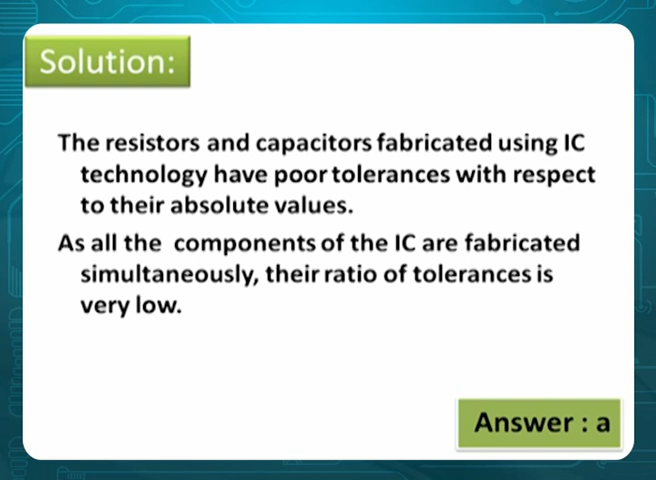 Solution:
The resistors and capacitors fabricated using IC
technology have poor tolerances with respect
to their absolute values.
As all the components of the IC are fabricated
simultaneously, their ratio of tolerances is
very low.
Answer : a